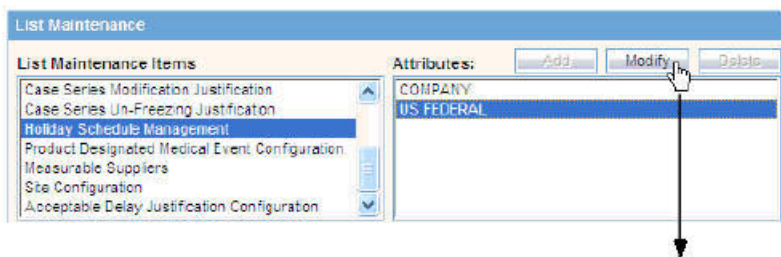 List Maintenance
List Maintenance Items
Attributes:
Add
Modify
Delete
Case Series Modification Justification
Case Series Un-Freezing Justification
Holiday Schedule Management
Product Designated Medical Event Configuration
Measurable Suppliers
Site Configuration
Acceptable Delay Justification Configuration
COMPANY
US FEDERAL